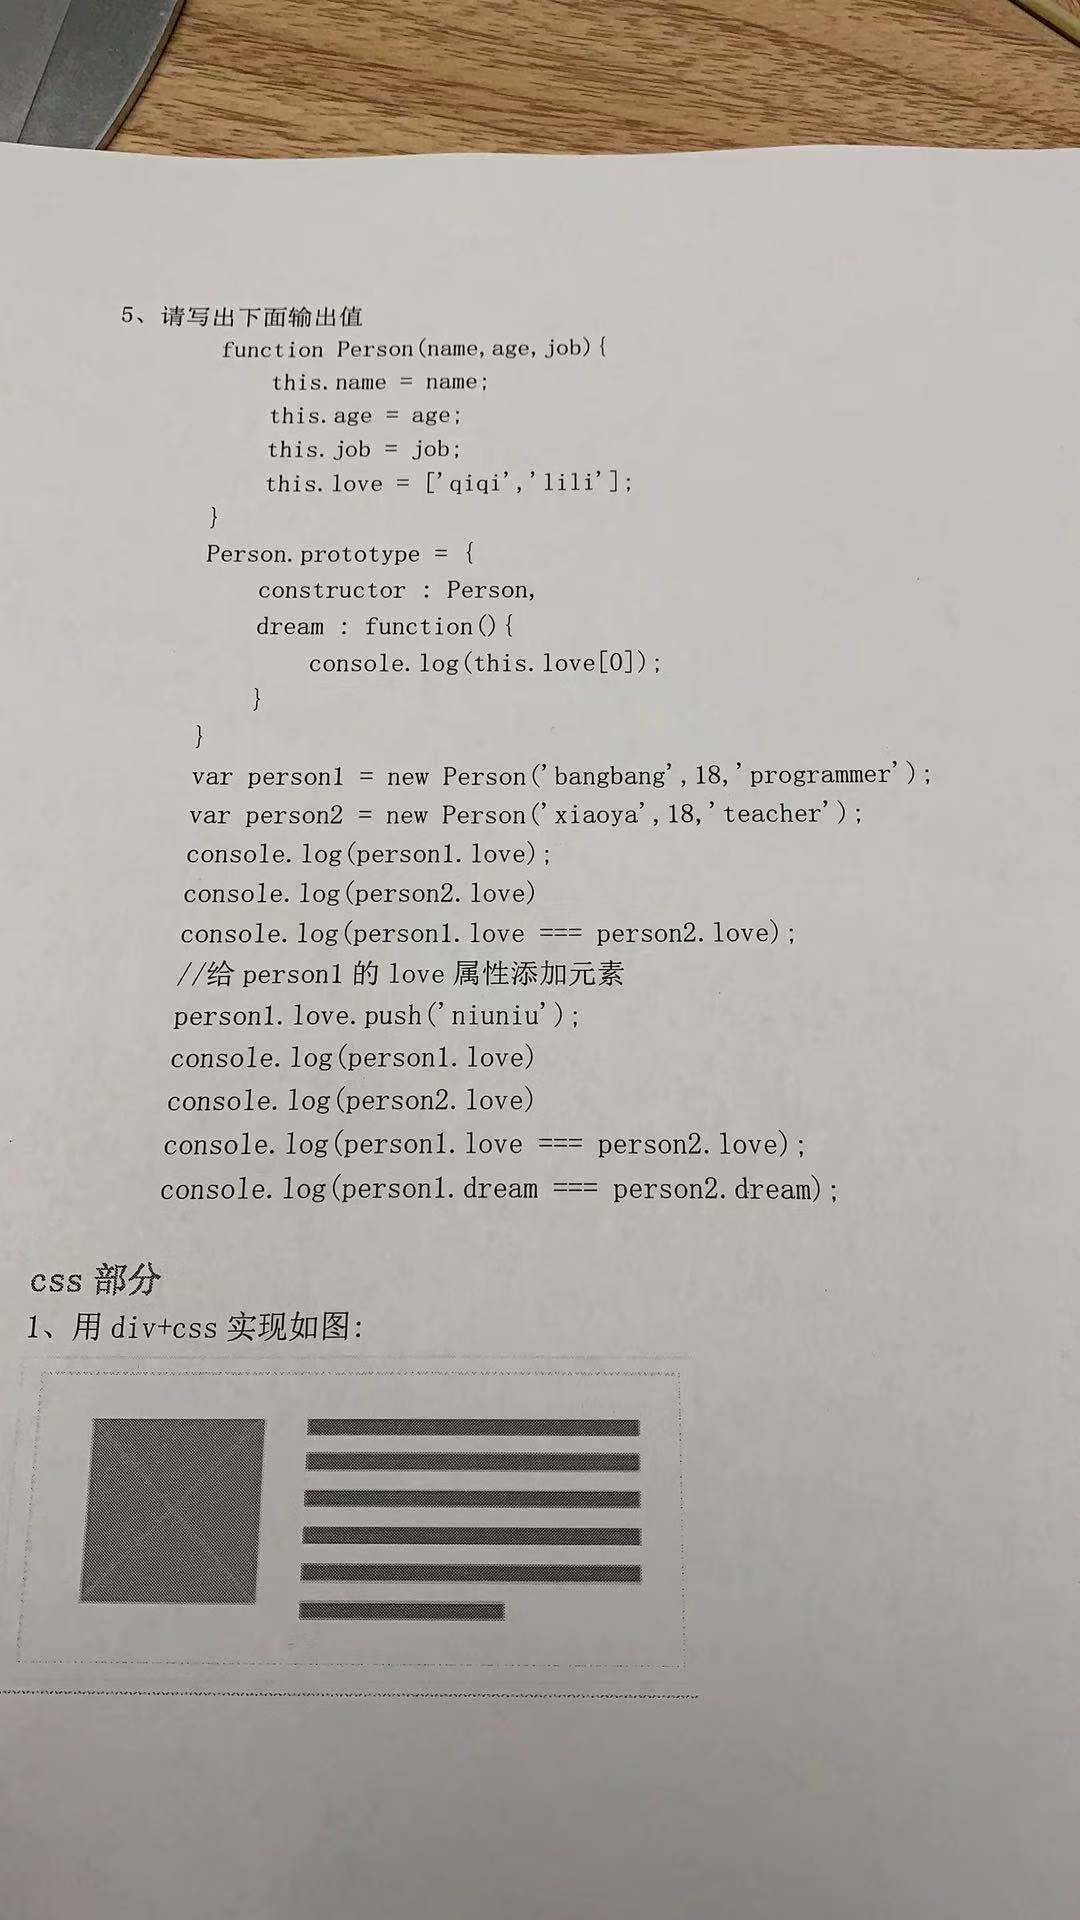 5、请写出下面输出值
function Person(name,age,job){
this.name = name;
this.age = age;
this.job = job;
this.love = ['qiqi','lili'];
}
Person.prototype = {
constructor : Person,
dream : function(){
console.log(this.love[0]);
}
}
var person1 = new Person('bangbang',18,'programmer');
var person2 = new Person('xiaoya',18,'teacher');
console.log(person1.love);
console.log(person2.love)
console.log(person1.love === person2.love);
//给 person1 的 love 属性添加元素
person1.love.push('niuniu');
console.log(person1.love)
console.log(person2.love)
console.log(person1.love === person2.love);
console.log(person1.dream === person2.dream);
css 部分
1、用 div+css 实现如图: